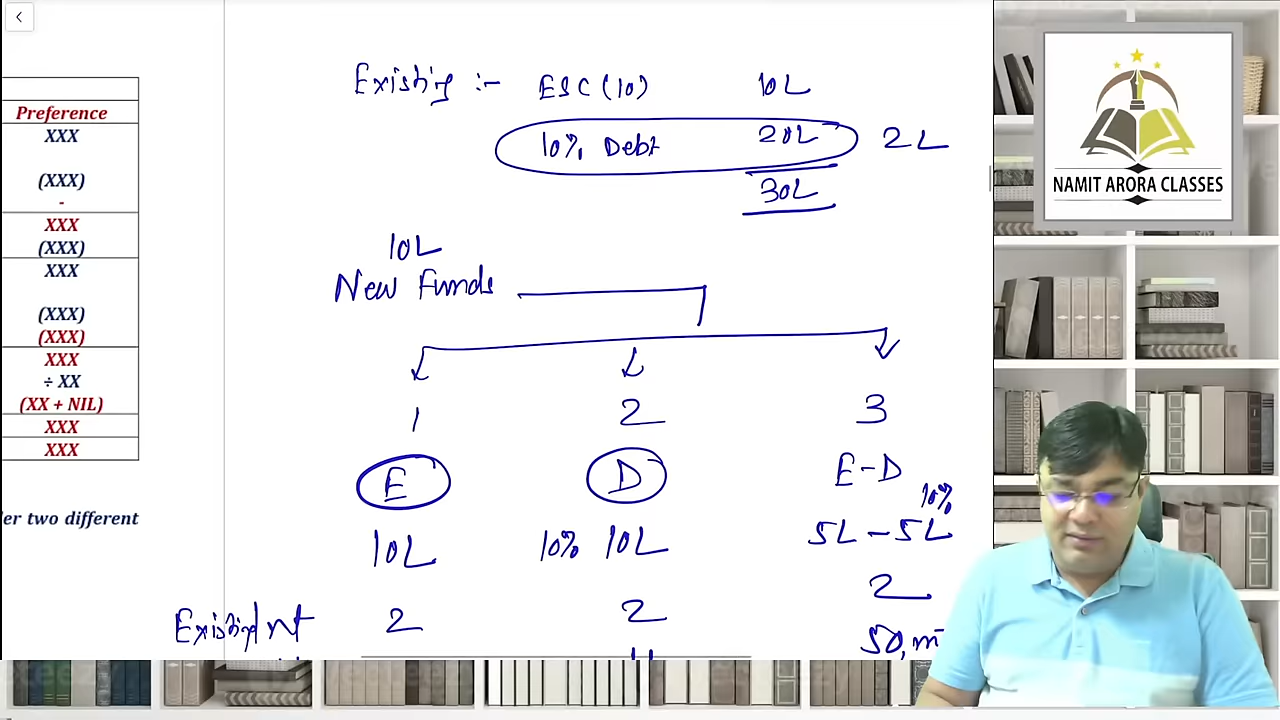 Preference
XXX
(XXX)
-
XXX
(XXX)
XXX
(XXX)
(XXX)
XXX
÷ XX
(XX + NIL)
XXX
XXX
er two different
Existing :- ESC (10) 10L
10% Debt 20L 2L
30L
10L
New Funds
1 2 3
E D E-D
10%
10L 10% 10L 5L - 5L
Existing Int 2 2 2
50,
NAMIT ARORA CLASSES